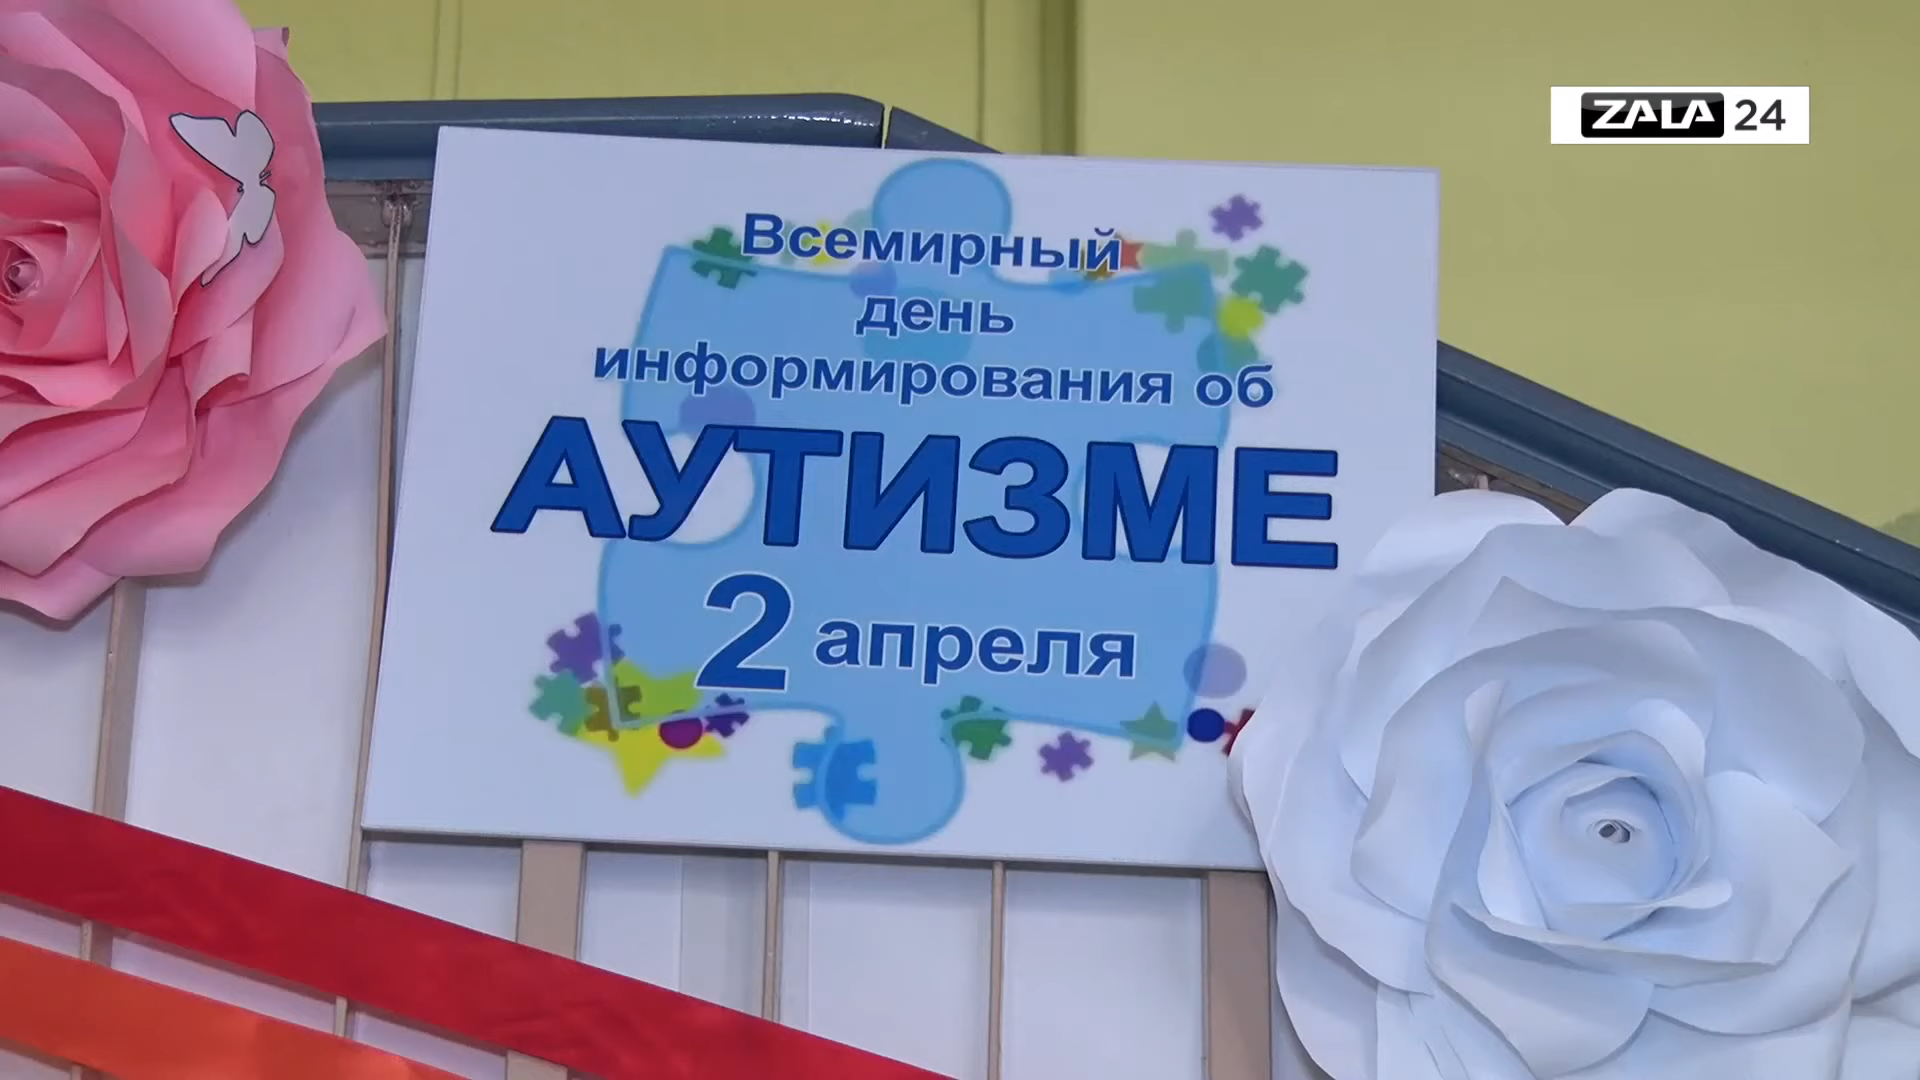 ZALA 24
Всемирный
день
информирования об
АУТИЗМЕ
2 апреля